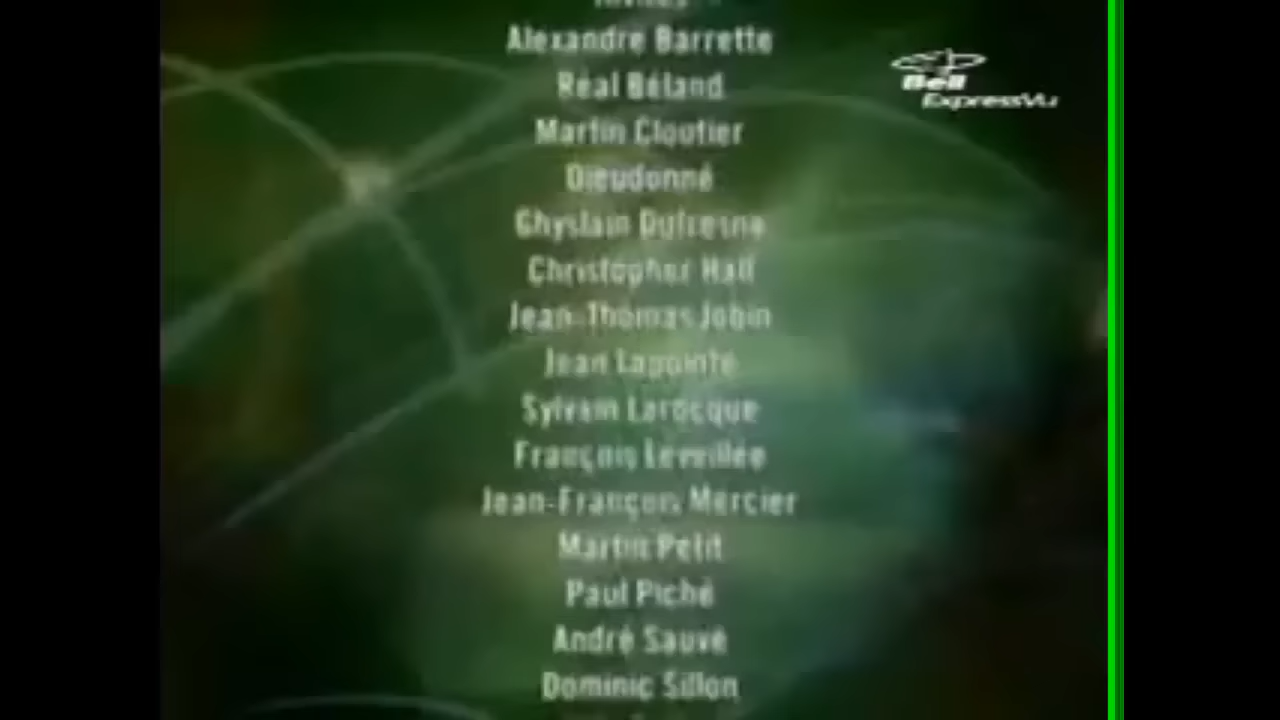 Invités
Alexandre Barrette
Réal Béland
Martin Cloutier
Dieudonné
Ghyslain Dufresne
Christopher Hall
Jean-Thomas Jobin
Jean Lapointe
Sylvain Larocque
François Léveillée
Jean-François Mercier
Martin Petit
Paul Piché
André Sauvé
Dominic Sillon
Bell
ExpressVu